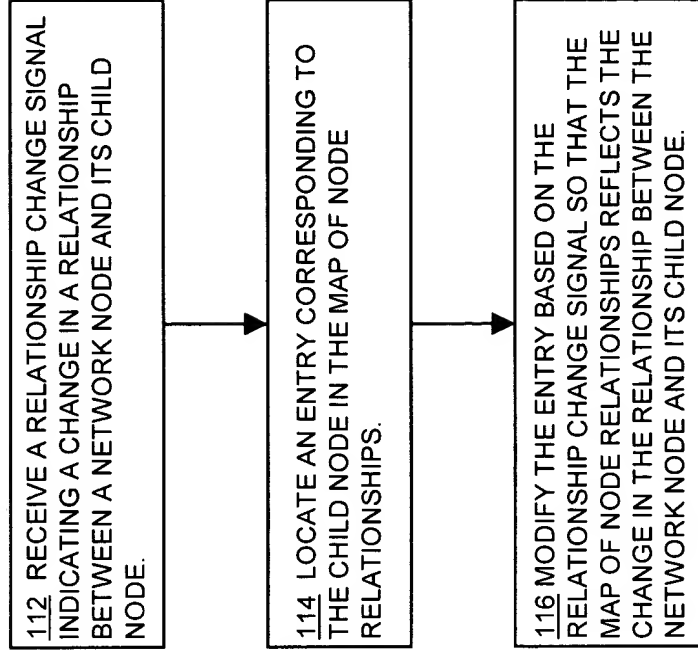 112 RECEIVE A RELATIONSHIP CHANGE SIGNAL
INDICATING A CHANGE IN A RELATIONSHIP
BETWEEN A NETWORK NODE AND ITS CHILD
NODE.
114 LOCATE AN ENTRY CORRESPONDING TO
THE CHILD NODE IN THE MAP OF NODE
RELATIONSHIPS.
116 MODIFY THE ENTRY BASED ON THE
RELATIONSHIP CHANGE SIGNAL SO THAT THE
MAP OF NODE RELATIONSHIPS REFLECTS THE
CHANGE IN THE RELATIONSHIP BETWEEN THE
NETWORK NODE AND ITS CHILD NODE.